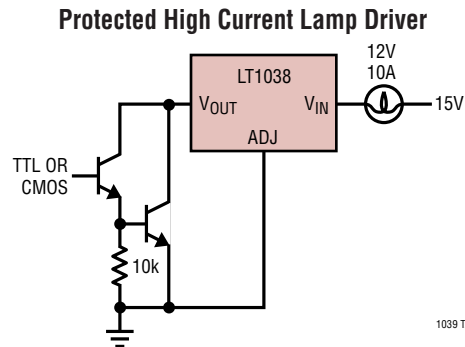 Protected High Current Lamp Driver
12V
10A
LT1038
VOUT
VIN
15V
ADJ
TTL OR
CMOS
10k
1039 T